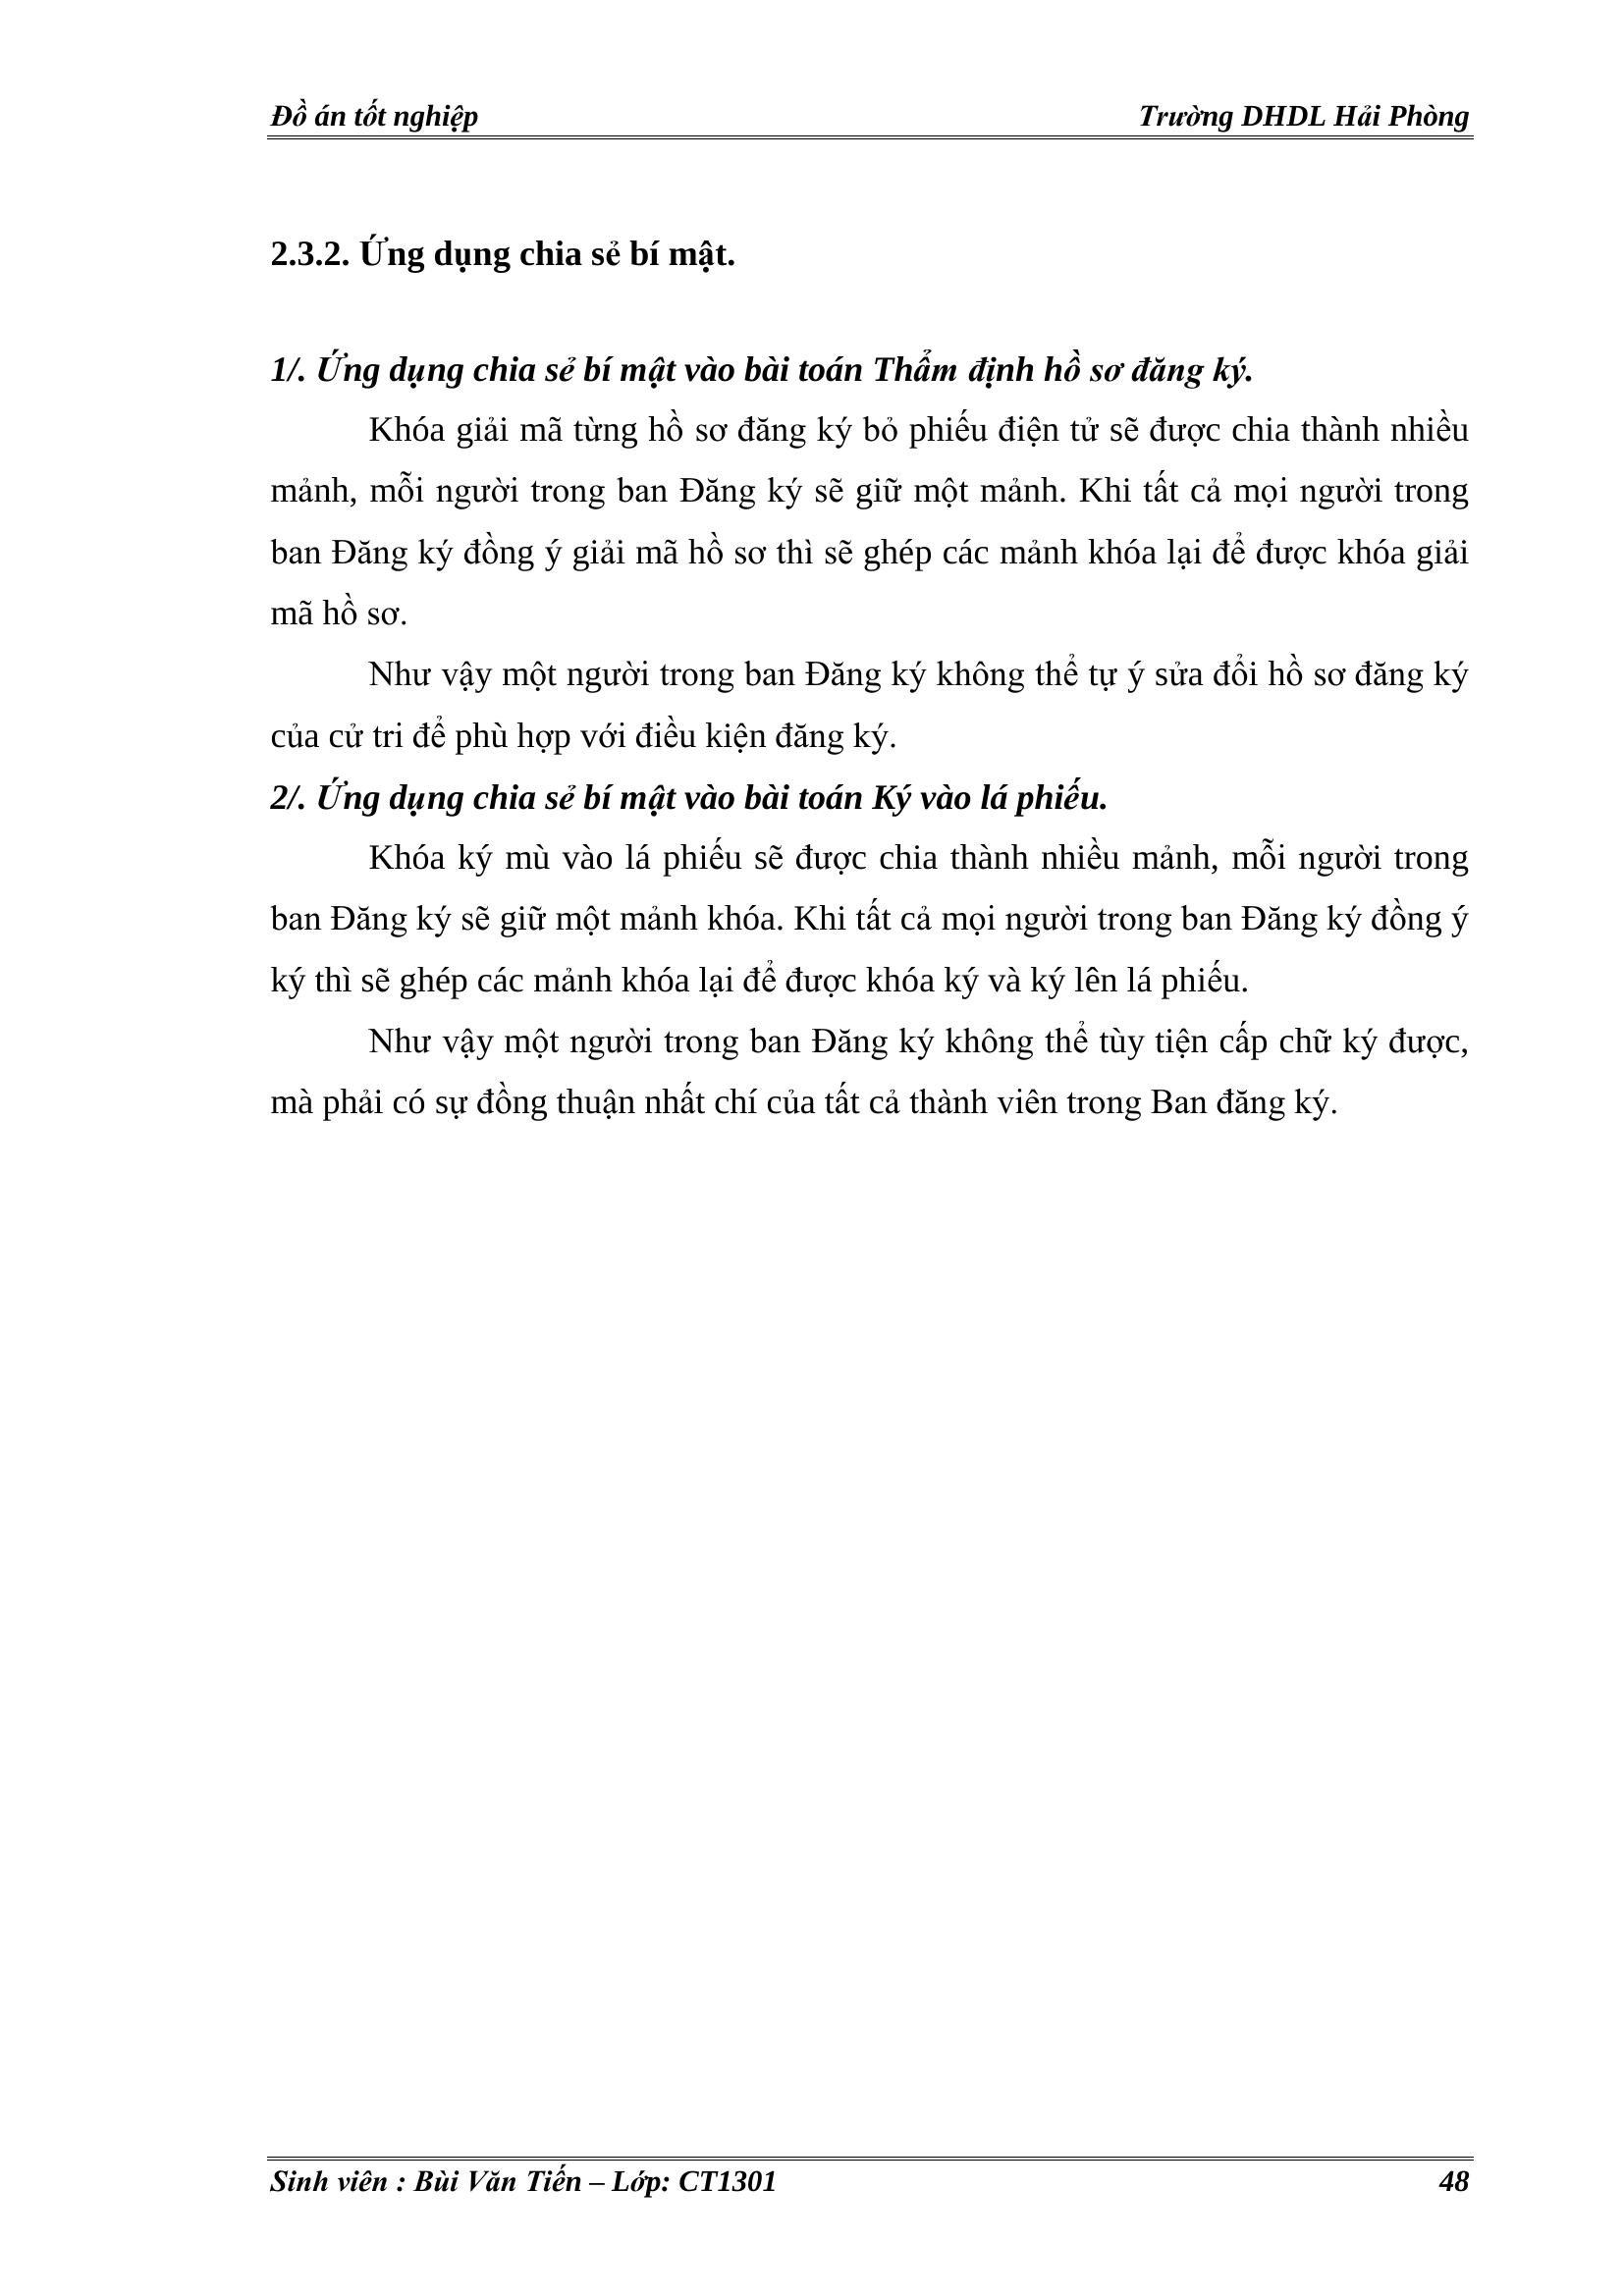 Đồ án tốt nghiệp Trường DHDL Hải Phòng
2.3.2. Ứng dụng chia sẻ bí mật.
1/. Ứng dụng chia sẻ bí mật vào bài toán Thẩm định hồ sơ đăng ký.
Khóa giải mã từng hồ sơ đăng ký bỏ phiếu điện tử sẽ được chia thành nhiều
mảnh, mỗi người trong ban Đăng ký sẽ giữ một mảnh. Khi tất cả mọi người trong
ban Đăng ký đồng ý giải mã hồ sơ thì sẽ ghép các mảnh khóa lại để được khóa giải
mã hồ sơ.
Như vậy một người trong ban Đăng ký không thể tự ý sửa đổi hồ sơ đăng ký
của cử tri để phù hợp với điều kiện đăng ký.
2/. Ứng dụng chia sẻ bí mật vào bài toán Ký vào lá phiếu.
Khóa ký mù vào lá phiếu sẽ được chia thành nhiều mảnh, mỗi người trong
ban Đăng ký sẽ giữ một mảnh khóa. Khi tất cả mọi người trong ban Đăng ký đồng ý
ký thì sẽ ghép các mảnh khóa lại để được khóa ký và ký lên lá phiếu.
Như vậy một người trong ban Đăng ký không thể tùy tiện cấp chữ ký được,
mà phải có sự đồng thuận nhất chí của tất cả thành viên trong Ban đăng ký.
Sinh viên : Bùi Văn Tiến – Lớp: CT1301 48